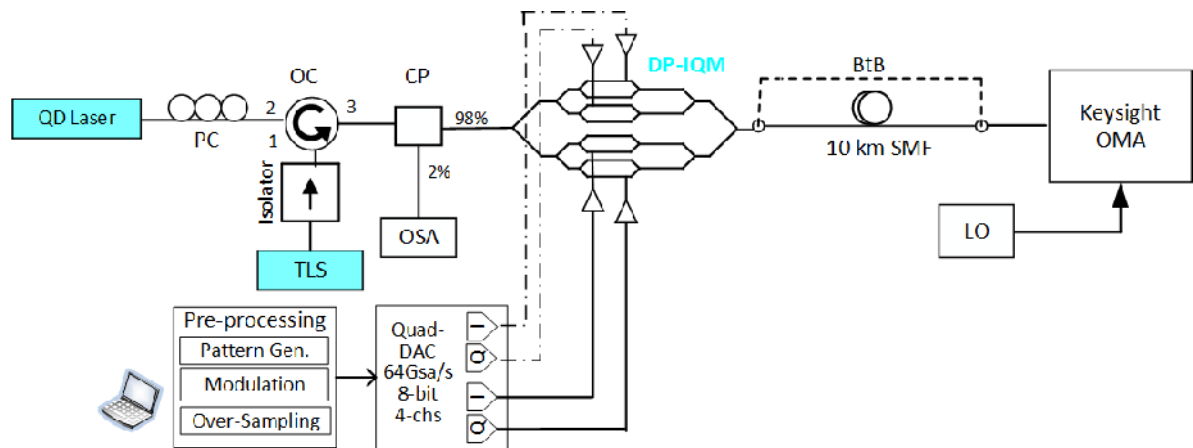 DP-IQM
BtB
OC
CP
QD Laser
2
3
98%
Keysight
OMA
PC
1
10 km SMF
2%
Isolator
OSA
LO
TLS
Pre-processing
Pattern Gen.
Modulation
Over-Sampling
Quad-
DAC
64Gsa/s
8-bit
4-chs
I
Q
I
Q